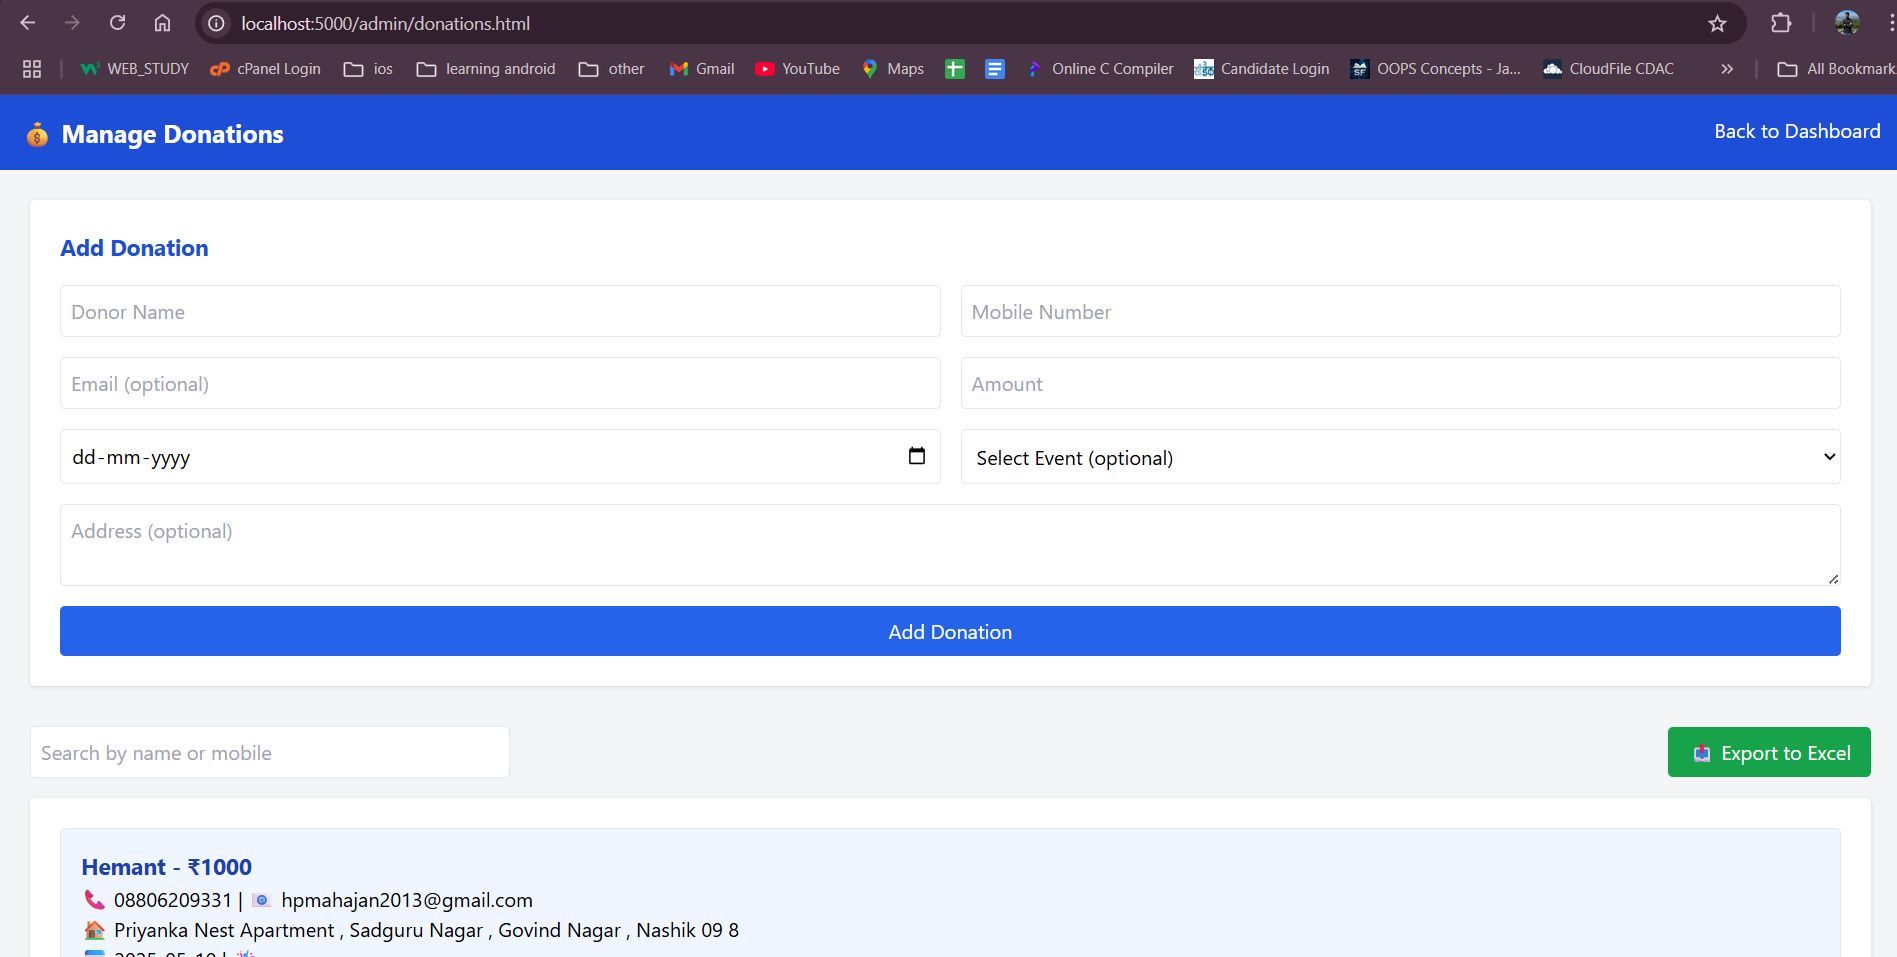 localhost:5000/admin/donations.html
WEB_STUDY cPanel Login ios learning android other Gmail YouTube Maps Online C Compiler Candidate Login OOPS Concepts - Ja... CloudFile CDAC » All Bookmark
Manage Donations
Back to Dashboard
Add Donation
Donor Name
Mobile Number
Email (optional)
Amount
dd-mm-yyyy
Select Event (optional)
Address (optional)
Add Donation
Search by name or mobile
Export to Excel
Hemant - ₹1000
08806209331 | hpmahajan2013@gmail.com
Priyanka Nest Apartment , Sadguru Nagar , Govind Nagar , Nashik 09 8